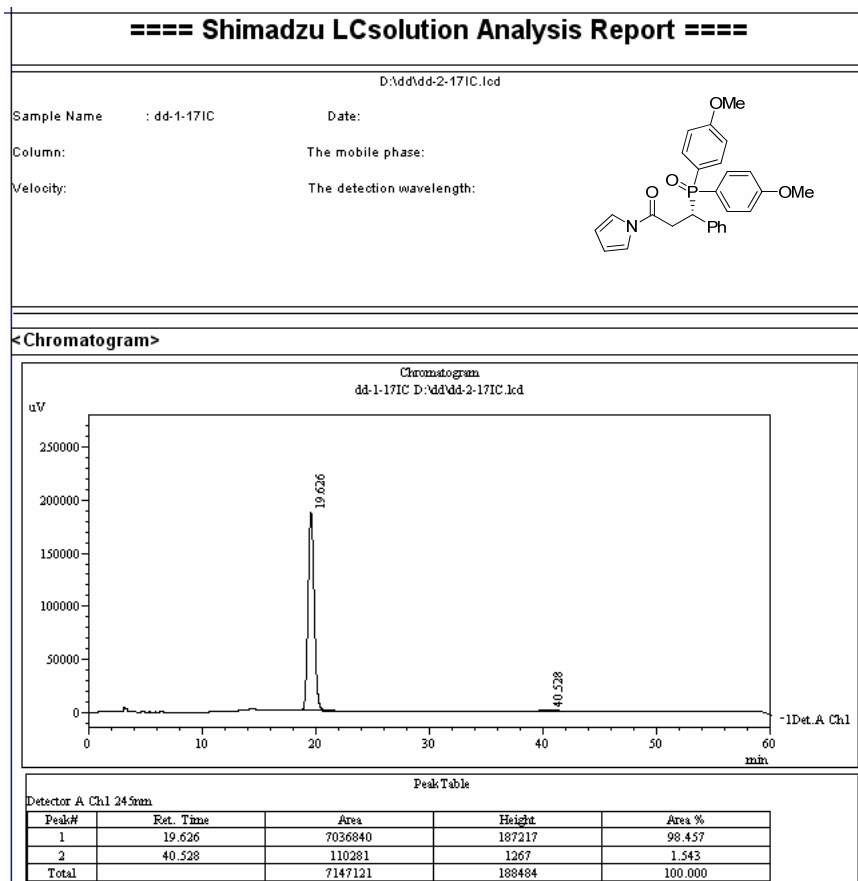 ==== Shimadzu LCsolution Analysis Report ====
D:\dd\dd-2-17IC.lcd
Sample Name : dd-1-17IC Date:
Column: The mobile phase:
Velocity: The detection wavelength:
OMe
O
P
OMe
O
N
Ph
<Chromatogram>
Chromatogram
dd-1-17IC D:\dd\dd-2-17IC.lcd
uV
250000
200000
150000
100000
50000
0
19.626
40.528
-1Det.A Ch1
0 10 20 30 40 50 60
min
PeakTable
Detector A Ch1 245nm
Peak# Ret. Time Area Height Area %
1 19.626 7036840 187217 98.457
2 40.528 110281 1267 1.543
Total 7147121 188484 100.000